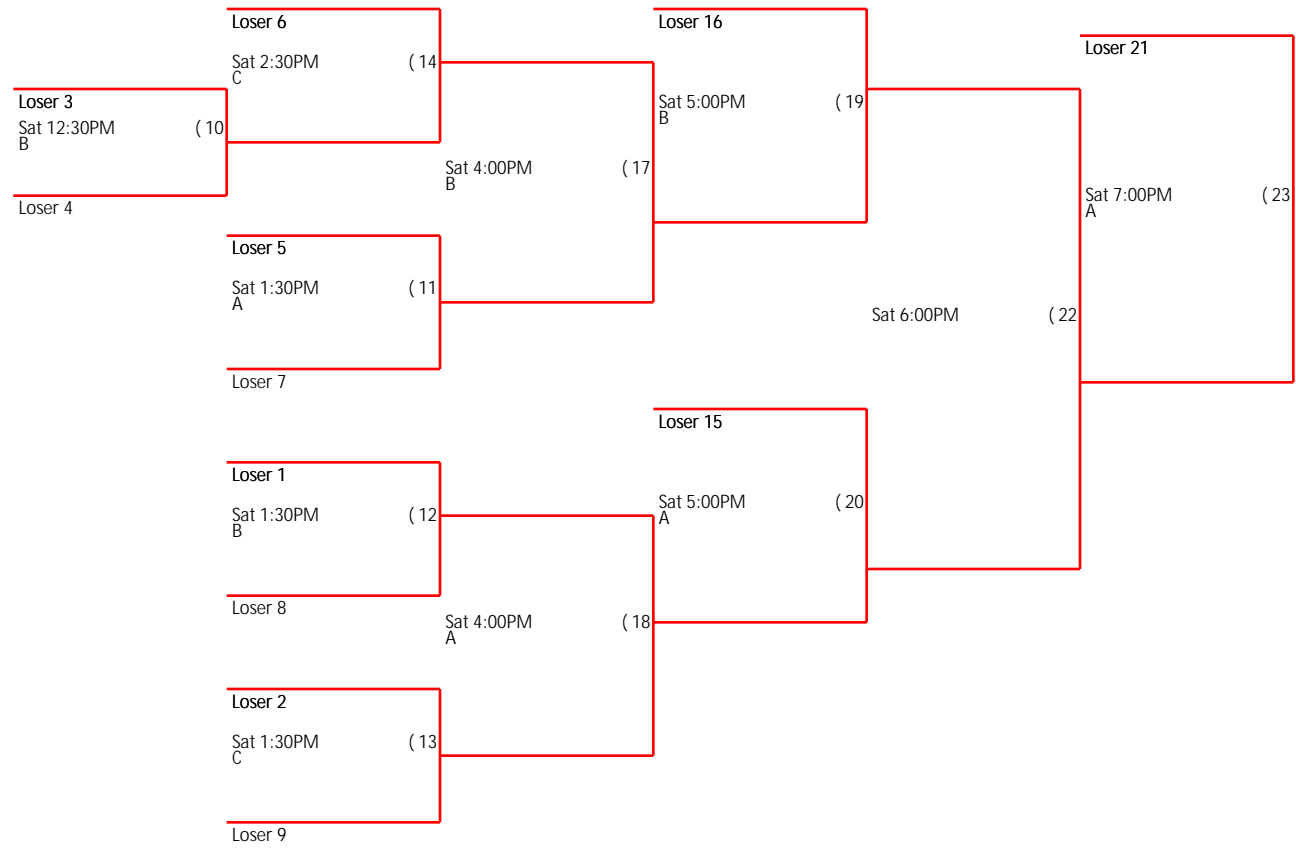 Loser 6
Loser 16
Loser 21
Sat 2:30PM ( 14
C
Loser 3
Sat 5:00PM ( 19
B
Sat 12:30PM ( 10
B
Sat 4:00PM ( 17
B
Sat 7:00PM ( 23
A
Loser 4
Loser 5
Sat 1:30PM ( 11
A
Sat 6:00PM ( 22
Loser 7
Loser 15
Loser 1
Sat 1:30PM ( 12
B
Sat 5:00PM ( 20
A
Loser 8
Sat 4:00PM ( 18
A
Loser 2
Sat 1:30PM ( 13
C
Loser 9